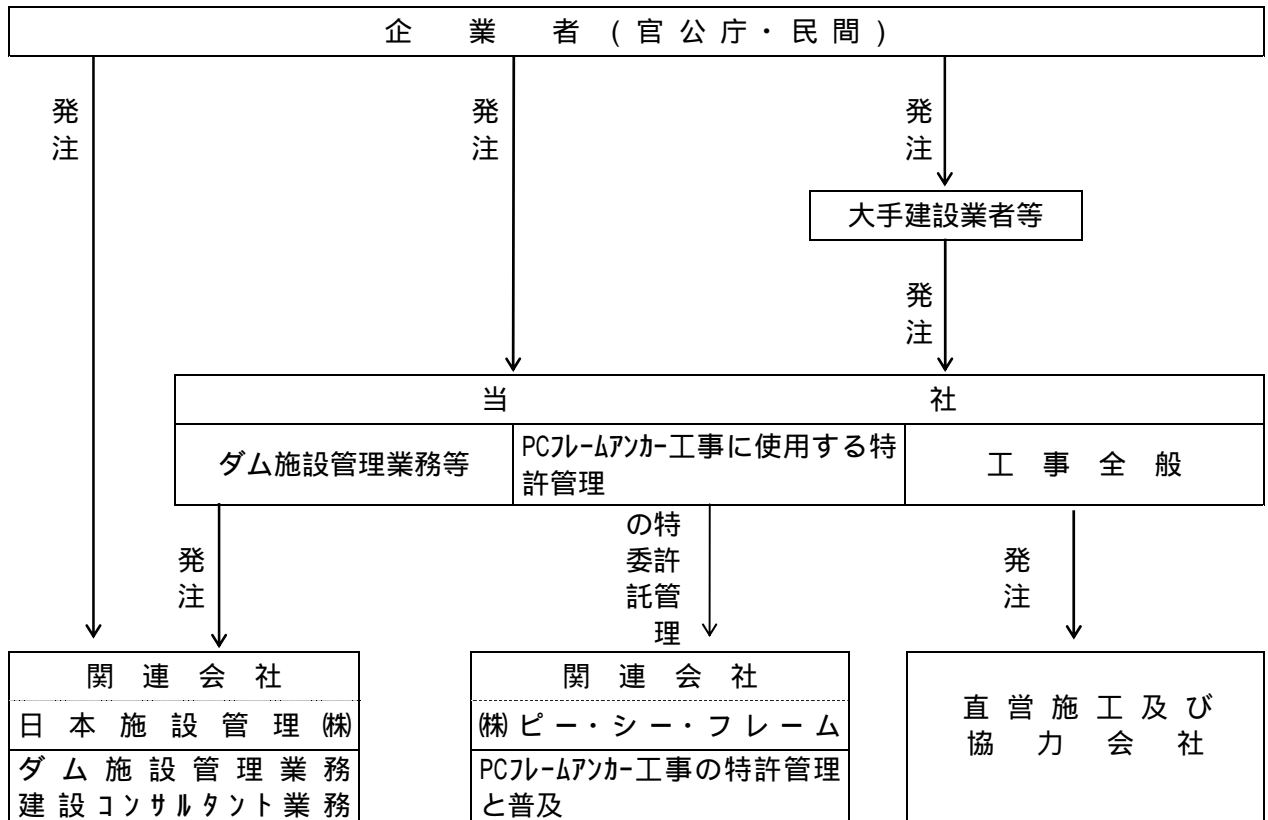 企業者(官公庁・民間)
発注
発注
発注
大手建設業者等
発注
当社
ダム施設管理業務等
PCフレームアンカー工事に使用する特
許管理
工事全般
発注
特許管理
の委託
発注
関連会社
日本施設管理㈱
ダム施設管理業務
建設コンサルタント業務
関連会社
㈱ピー・シー・フレーム
PCフレームアンカー工事の特許管理
と普及
直営施工及び
協力会社